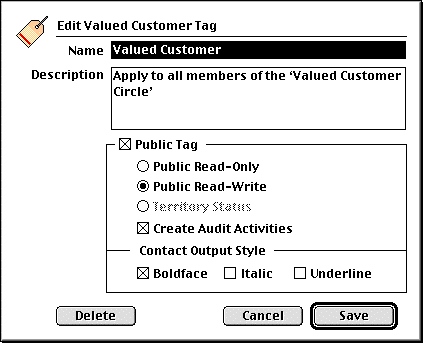 Edit Valued Customer Tag
Name Valued Customer
Description Apply to all members of the ‘Valued Customer
Circle’
Public Tag
Public Read-Only
Public Read-Write
Territory Status
Create Audit Activities
Contact Output Style
Boldface Italic Underline
Delete Cancel Save